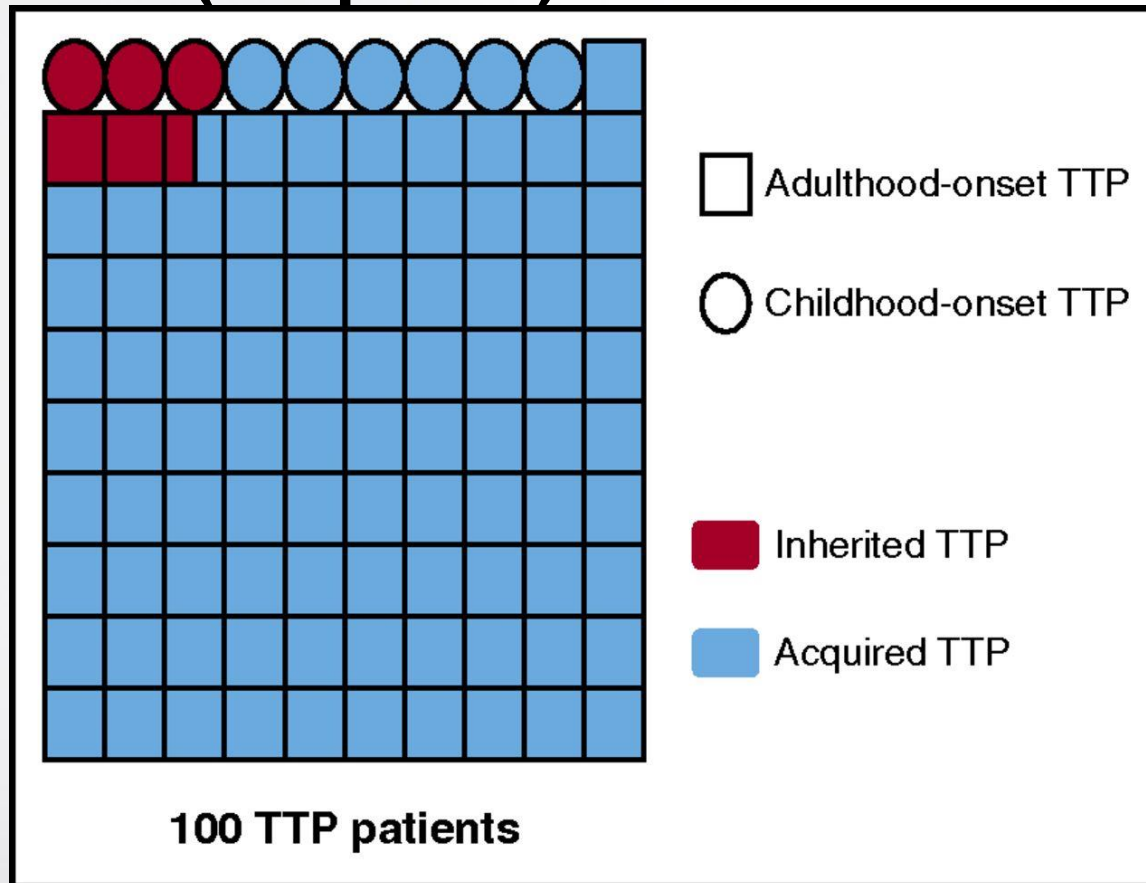 Adulthood-onset TTP
Childhood-onset TTP
Inherited TTP
Acquired TTP
100 TTP patients